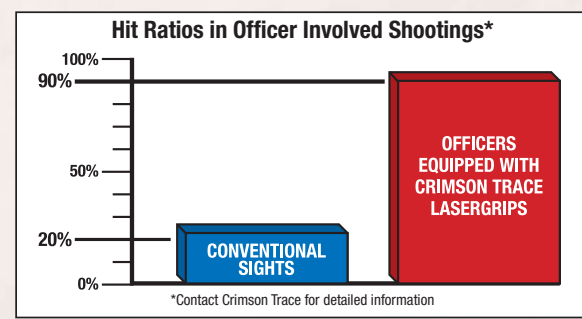 Hit Ratios in Officer Involved Shootings*
100%
90%
50%
20%
0%
CONVENTIONAL
SIGHTS
OFFICERS
EQUIPPED WITH
CRIMSON TRACE
LASERGRIPS
*Contact Crimson Trace for detailed information